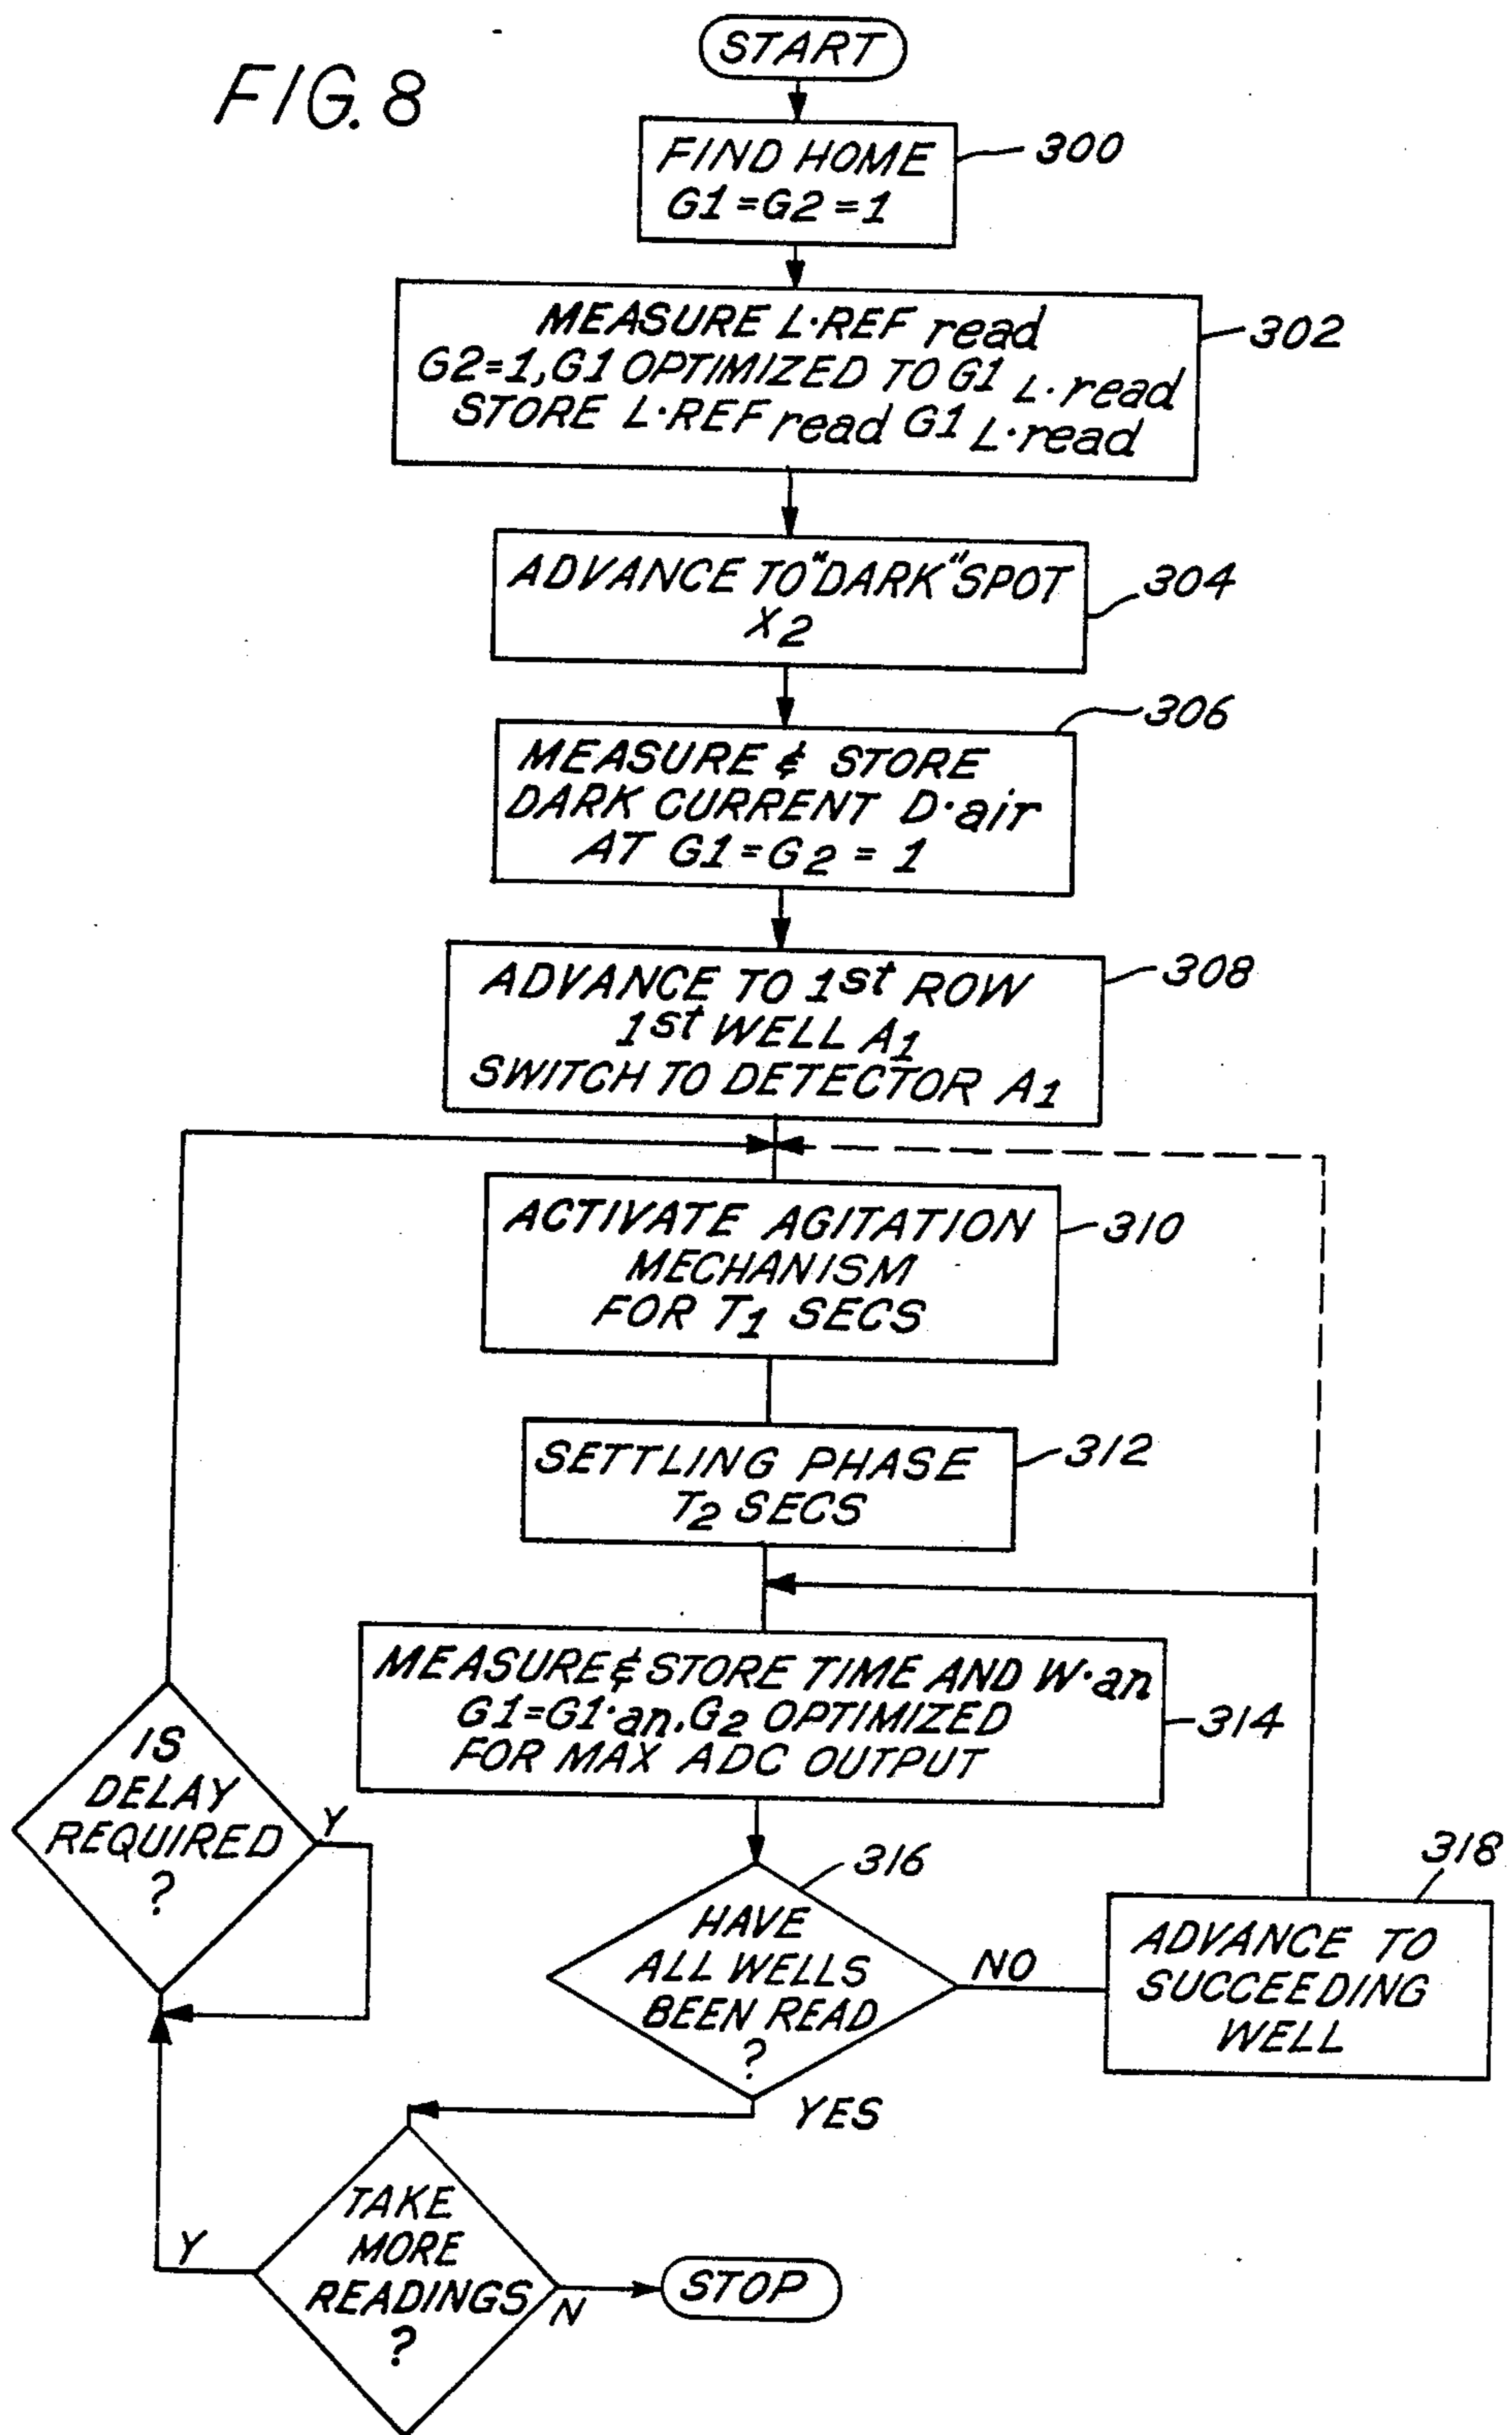 FIG. 8
START
FIND HOME
G1=G2=1
300
MEASURE L·REF read
G2=1, G1 OPTIMIZED TO G1 L·read
STORE L·REF read G1 L·read
302
ADVANCE TO "DARK" SPOT
X2
304
MEASURE & STORE
DARK CURRENT D·air
AT G1=G2=1
306
ADVANCE TO 1st ROW
1st WELL A1
SWITCH TO DETECTOR A1
308
ACTIVATE AGITATION
MECHANISM
FOR T1 SECS
310
SETTLING PHASE
T2 SECS
312
MEASURE & STORE TIME AND W·an
G1=G1·an, G2 OPTIMIZED
FOR MAX ADC OUTPUT
314
IS
DELAY
REQUIRED
?
Y
316
HAVE
ALL WELLS
BEEN READ
?
NO
318
ADVANCE TO
SUCCEEDING
WELL
YES
TAKE
MORE
READINGS
?
Y
N
STOP